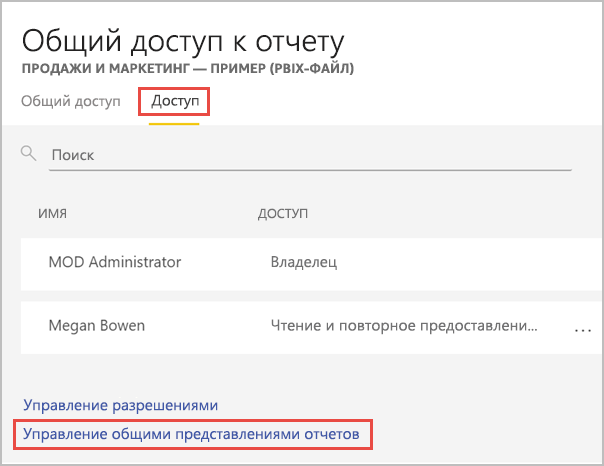 Общий доступ к отчету
ПРОДАЖИ И МАРКЕТИНГ — ПРИМЕР (PBIX-ФАЙЛ)
Общий доступ Доступ
Поиск
ИМЯ ДОСТУП
MOD Administrator Владелец
Megan Bowen Чтение и повторное предоставлени... ...
Управление разрешениями
Управление общими представлениями отчетов